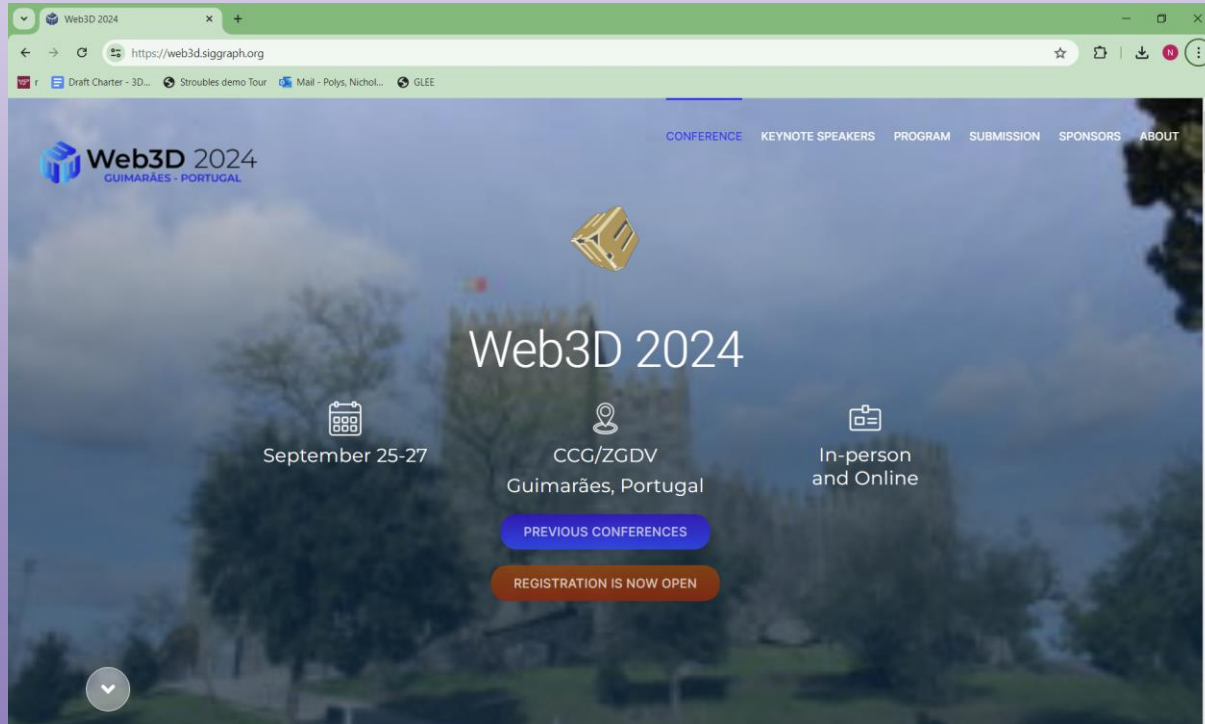 Web3D 2024
https://web3d.siggraph.org
r
Draft Charter - 3D...
Stroubles demo Tour
Mail - Polys, Nichol...
GLEE
N
CONFERENCE
KEYNOTE SPEAKERS
PROGRAM
SUBMISSION
SPONSORS
ABOUT
Web3D 2024
GUIMARÃES - PORTUGAL
Web3D 2024
September 25-27
CCG/ZGDV
Guimarães, Portugal
In-person
and Online
PREVIOUS CONFERENCES
REGISTRATION IS NOW OPEN